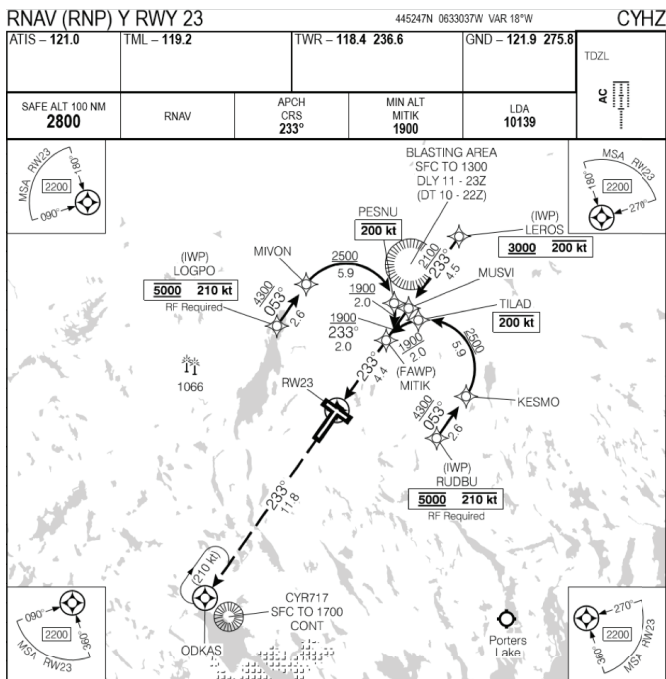 RNAV (RNP) Y RWY 23
445247N 0633037W VAR 18°W
CYHZ
ATIS – 121.0
TML – 119.2
TWR – 118.4 236.6
GND – 121.9 275.8
TDZL
AC
SAFE ALT 100 NM
2800
RNAV
APCH
CRS
233°
MIN ALT
MITIK
1900
LDA
10139
MSA RW23
180°
2200
090°
BLASTING AREA
SFC TO 1300
DLY 11 - 23Z
(DT 10 - 22Z)
MSA RW23
180°
2200
270°
PESNU
200 kt
(IWP)
LEROS
3000 200 kt
2100
233°
4.5
(IWP)
LOGPO
5000 210 kt
RF Required
MIVON
2500
5.9
MUSVI
4300
053°
2.6
1900
2.0
TILAD
200 kt
1900
233°
2.0
1900
2.0
2500
5.9
(FAWP)
MITIK
1066
233°
4.4
RW23
KESMO
4300
053°
2.6
(IWP)
RUDBU
5000 210 kt
RF Required
233°
11.8
(210 kt)
CYR717
SFC TO 1700
CONT
ODKAS
Porters
Lake
090°
2200
360°
MSA RW23
270°
2200
360°
MSA RW23